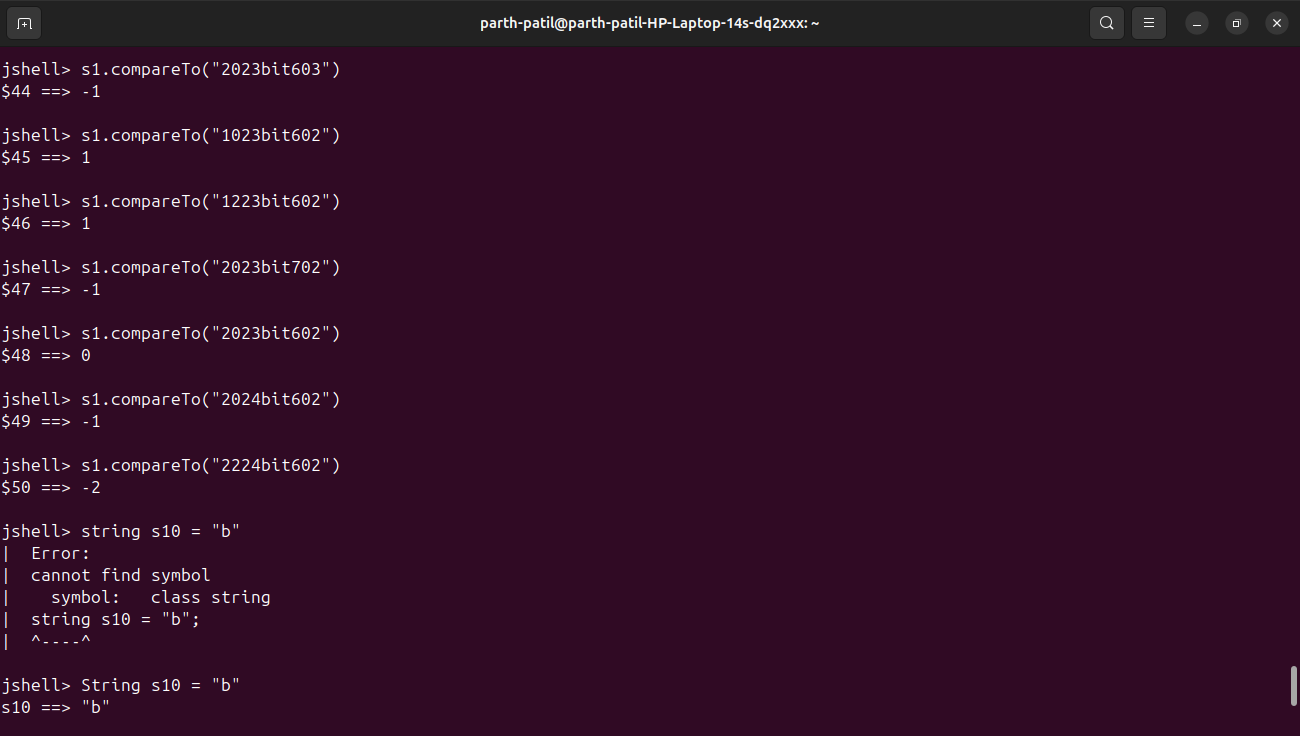 parth-patil@parth-patil-HP-Laptop-14s-dq2xxx: ~
jshell> s1.compareTo("2023bit603")
$44 ==> -1
jshell> s1.compareTo("1023bit602")
$45 ==> 1
jshell> s1.compareTo("1223bit602")
$46 ==> 1
jshell> s1.compareTo("2023bit702")
$47 ==> -1
jshell> s1.compareTo("2023bit602")
$48 ==> 0
jshell> s1.compareTo("2024bit602")
$49 ==> -1
jshell> s1.compareTo("2224bit602")
$50 ==> -2
jshell> string s10 = "b"
|  Error:
|  cannot find symbol
|    symbol:   class string
|  string s10 = "b";
|  ^----^
jshell> String s10 = "b"
s10 ==> "b"